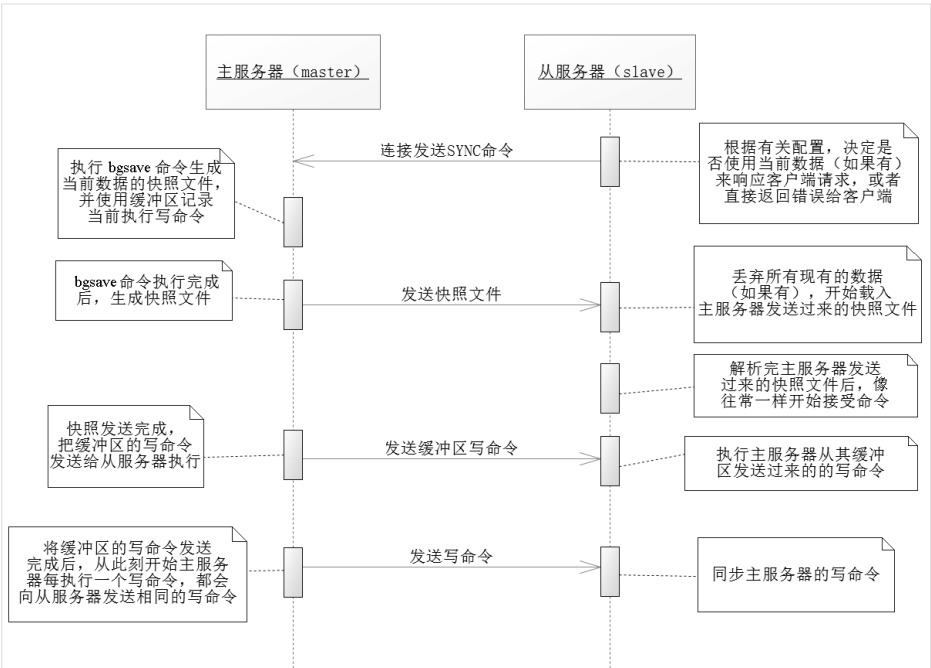 主服务器（master）
从服务器（slave）
连接发送SYNC命令
根据有关配置，决定是
否使用当前数据（如果有）
来响应客户端请求，或者
直接返回错误给客户端
执行 bgsave 命令生成
当前数据的快照文件，
并使用缓冲区记录
当前执行写命令
bgsave 命令执行完成
后，生成快照文件
发送快照文件
丢弃所有现有的数据
（如果有），开始载入
主服务器发送过来的快照文件
解析完主服务器发送
过来的快照文件后，像
往常一样开始接受命令
快照发送完成，
把缓冲区的写命令
发送给从服务器执行
发送缓冲区写命令
执行主服务器从其缓冲
区发送过来的的写命令
将缓冲区的写命令发送
完成后，从此刻开始主服务
器每执行一个写命令，都会
向从服务器发送相同的写命令
发送写命令
同步主服务器的写命令